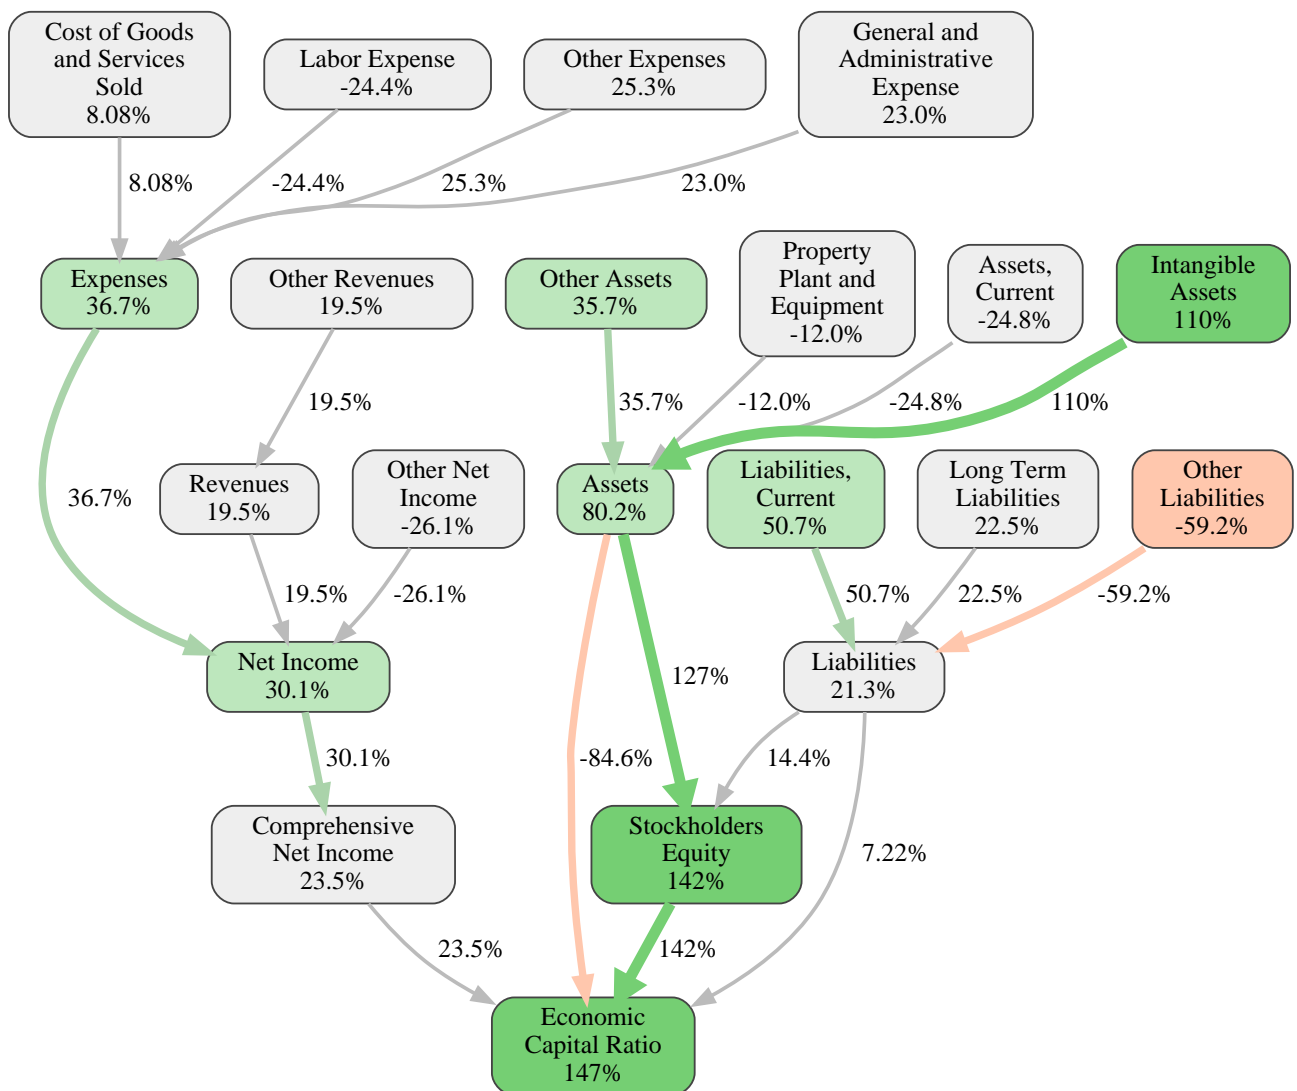 Cost of Goods
and Services
Sold
8.08%
Labor Expense
-24.4%
Other Expenses
25.3%
General and
Administrative
Expense
23.0%
8.08%
-24.4%
25.3%
23.0%
Expenses
36.7%
Other Revenues
19.5%
Other Assets
35.7%
Property
Plant and
Equipment
-12.0%
Assets,
Current
-24.8%
Intangible
Assets
110%
19.5%
35.7%
-12.0%
-24.8%
110%
36.7%
Revenues
19.5%
Other Net
Income
-26.1%
Assets
80.2%
Liabilities,
Current
50.7%
Long Term
Liabilities
22.5%
Other
Liabilities
-59.2%
19.5%
-26.1%
50.7%
22.5%
-59.2%
Net Income
30.1%
127%
Liabilities
21.3%
30.1%
-84.6%
14.4%
Comprehensive
Net Income
23.5%
Stockholders
Equity
142%
7.22%
23.5%
142%
Economic
Capital Ratio
147%